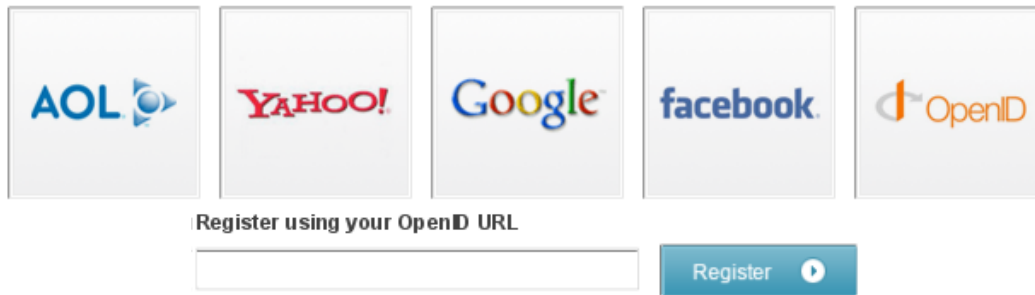 AOL
YAHOO!
Google
facebook.
OpenID
Register using your OpenID URL
Register